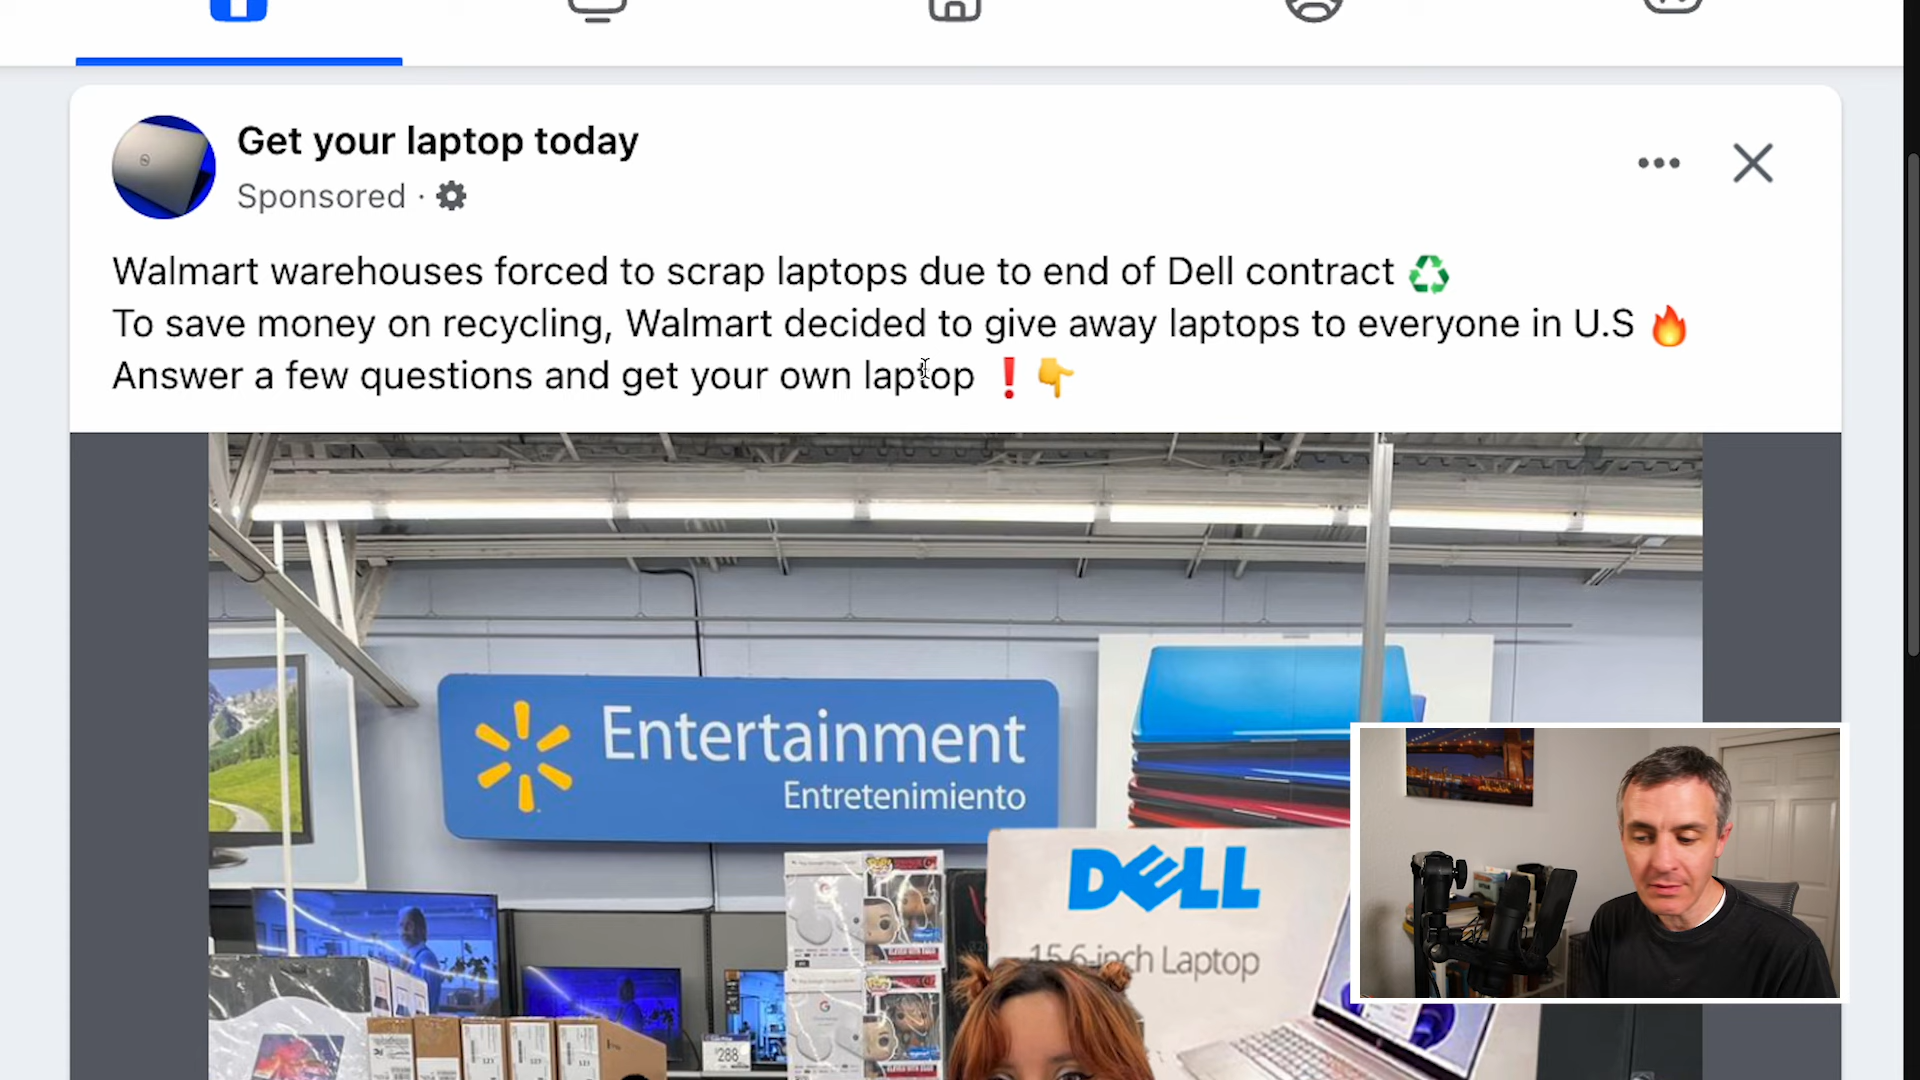 Get your laptop today
Sponsored ·
Walmart warehouses forced to scrap laptops due to end of Dell contract ♻️
To save money on recycling, Walmart decided to give away laptops to everyone in U.S 🔥
Answer a few questions and get your own laptop ❗👇
Entertainment
Entretenimiento
DELL
15.6-inch Laptop
288